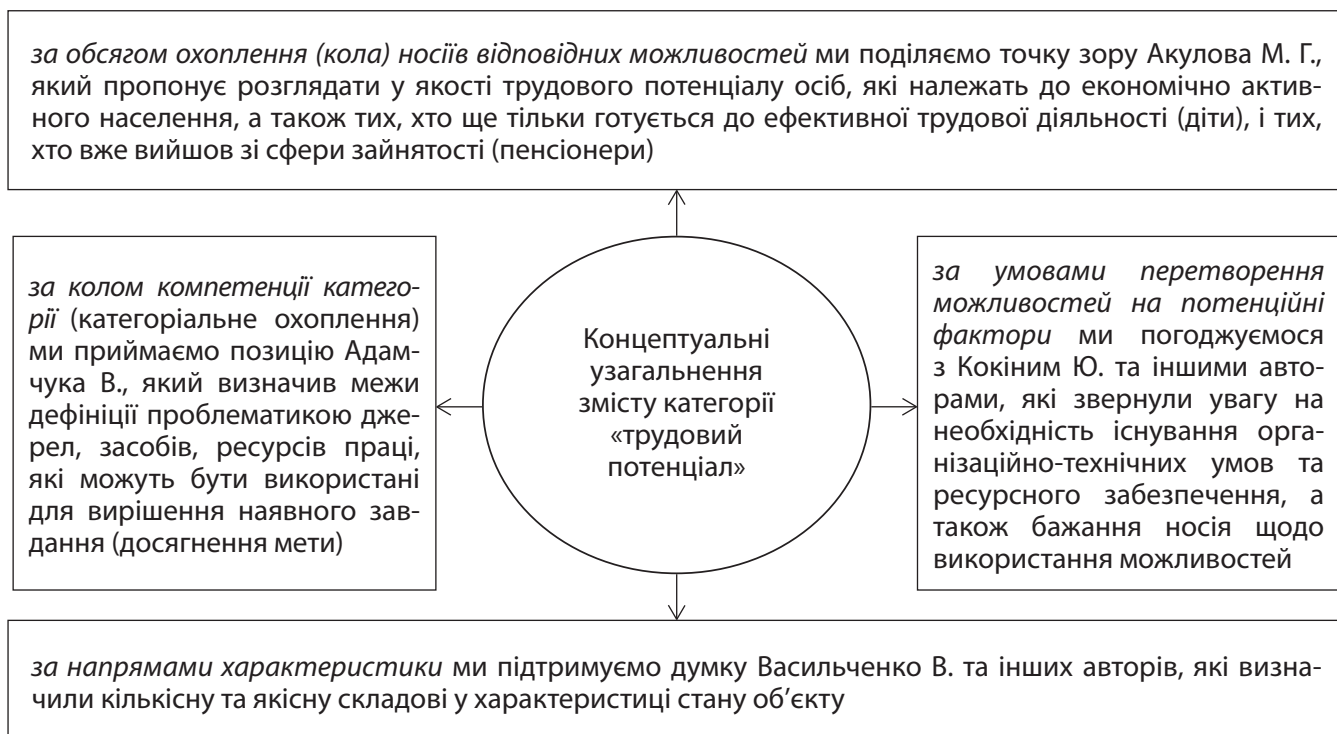 за обсягом охоплення (кола) носіїв відповідних можливостей ми поділяємо точку зору Акулова М. Г.,
який пропонує розглядати у якості трудового потенціалу осіб, які належать до економічно актив-
ного населення, а також тих, хто ще тільки готується до ефективної трудової діяльності (діти), і тих,
хто вже вийшов зі сфери зайнятості (пенсіонери)
за колом компетенції катего-
рії (категоріальне охоплення)
ми приймаємо позицію Адам-
чука В., який визначив межи
дефініції проблематикою дже-
рел, засобів, ресурсів праці,
які можуть бути використані
для вирішення наявного зав-
дання (досягнення мети)
Концептуальні
узагальнення
змісту категорії
«трудовий
потенціал»
за умовами перетворення
можливостей на потенційні
фактори ми погоджуємося
з Кокіним Ю. та іншими авто-
рами, які звернули увагу на
необхідність існування орга-
нізаційно-технічних умов та
ресурсного забезпечення, а
також бажання носія щодо
використання можливостей
за напрямами характеристики ми підтримуємо думку Васильченко В. та інших авторів, які визна-
чили кількісну та якісну складові у характеристиці стану об’єкту